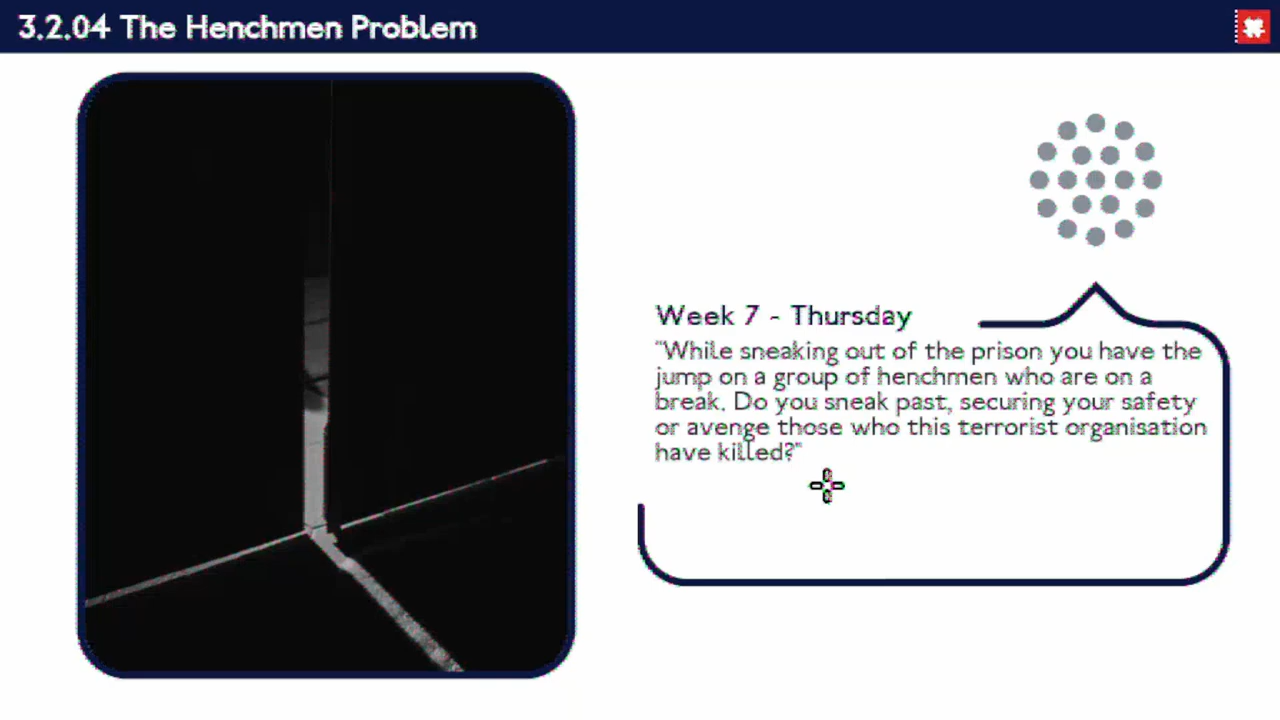 3.2.04 The Henchmen Problem
Week 7 - Thursday
"While sneaking out of the prison you have the
jump on a group of henchmen who are on a
break. Do you sneak past, securing your safety
or avenge those who this terrorist organisation
have killed?"